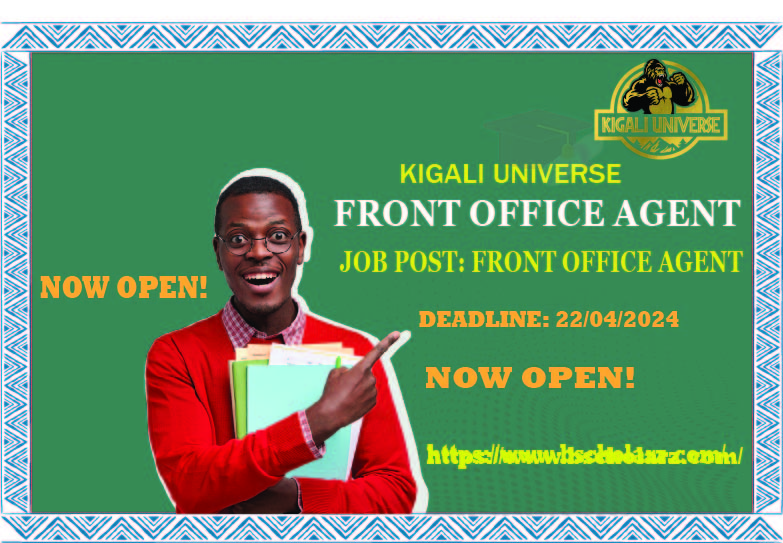 KIGALI UNIVERSE
KIGALI UNIVERSE
FRONT OFFICE AGENT
JOB POST: FRONT OFFICE AGENT
NOW OPEN!
DEADLINE: 22/04/2024
NOW OPEN!